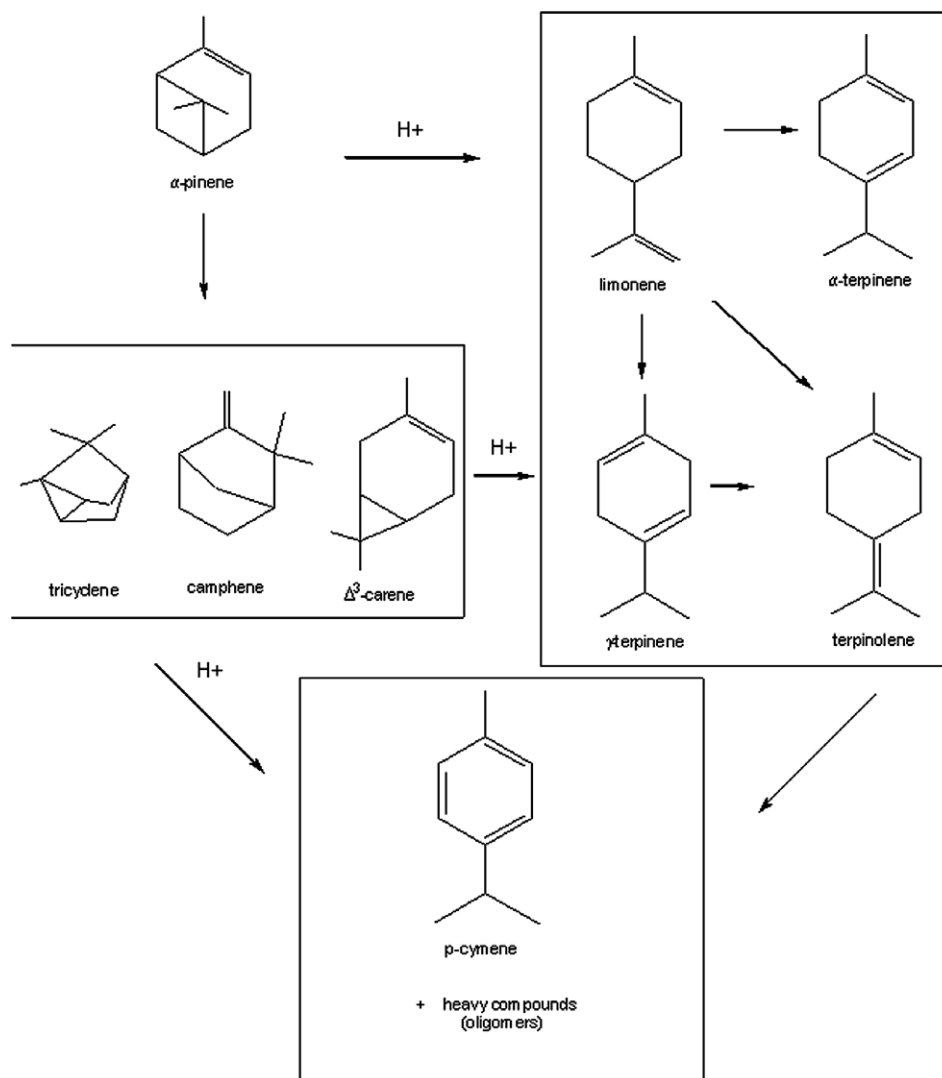 α-pinene
H+
limonene
α-terpinene
H+
tricyclene
camphene
Δ³-carene
γ-terpinene
terpinolene
H+
p-cymene
+ heavy compounds
(oligomers)